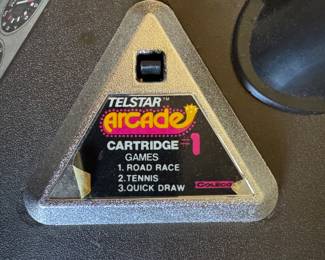 TELSTAR™
ARCADE
CARTRIDGE #1
GAMES
1. ROAD RACE
2. TENNIS
3. QUICK DRAW
COLECO